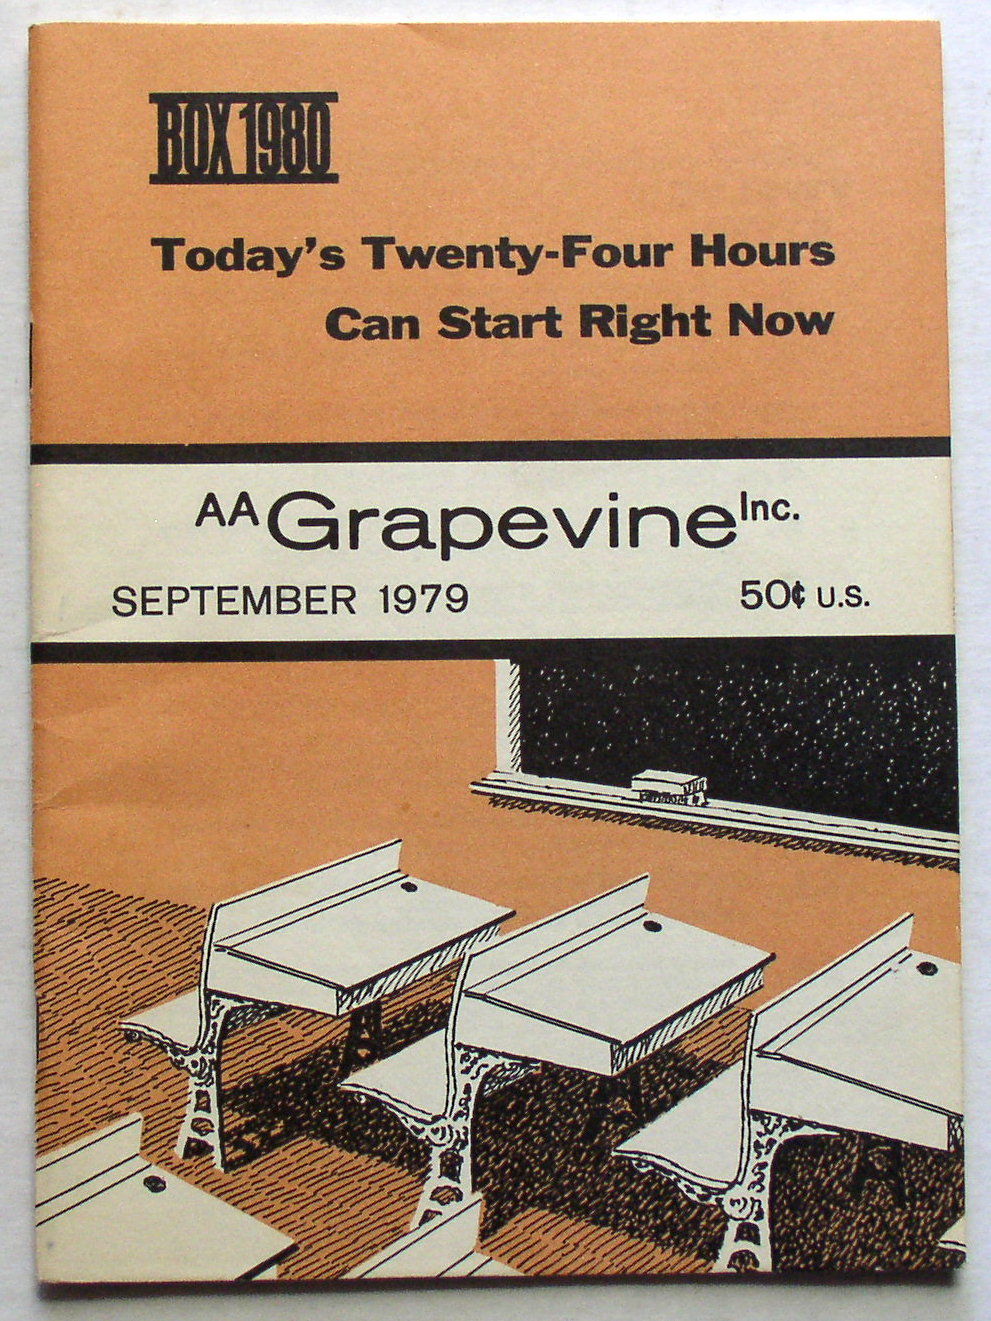 BOX 1980
Today's Twenty-Four Hours
Can Start Right Now
AA Grapevine Inc.
SEPTEMBER 1979 50¢ U.S.